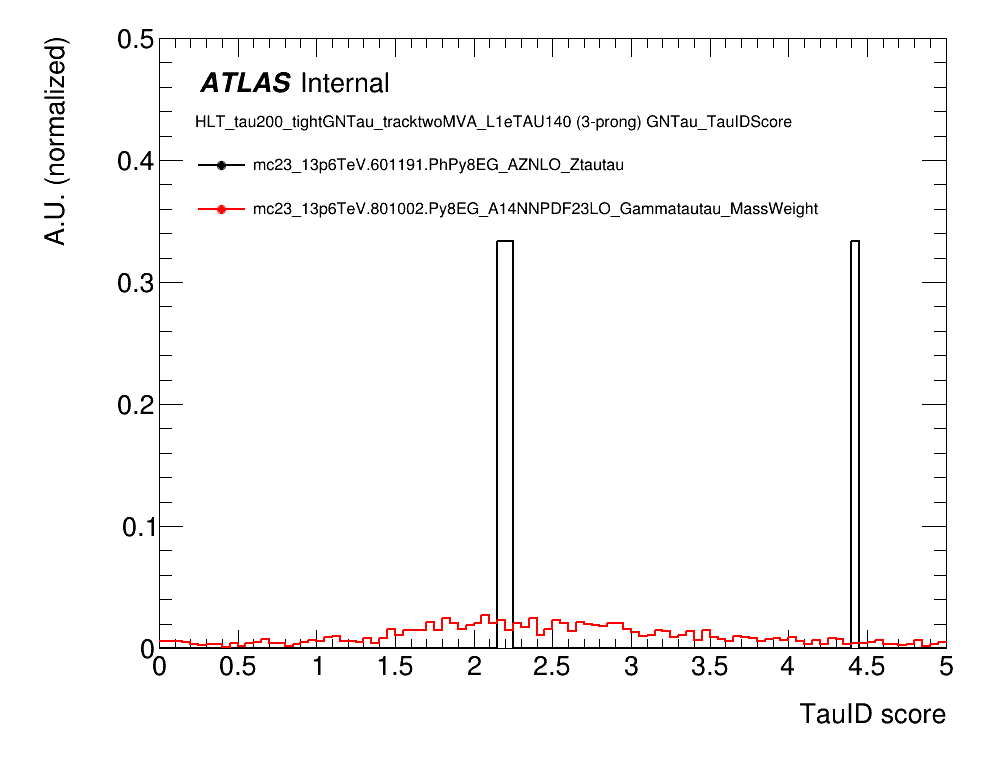 A.U. (normalized)
0.5
0.4
0.3
0.2
0.1
0
ATLAS Internal
HLT_tau200_tightGNTau_tracktwoMVA_L1eTAU140 (3-prong) GNTau_TauIDScore
mc23_13p6TeV.601191.PhPy8EG_AZNLO_Ztautau
mc23_13p6TeV.801002.Py8EG_A14NNPDF23LO_Gammatautau_MassWeight
0 0.5 1 1.5 2 2.5 3 3.5 4 4.5 5
TauID score